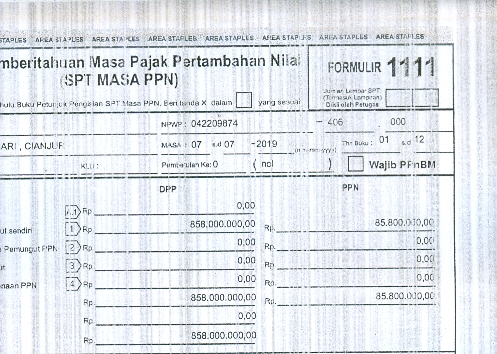 STAPLES AREA STAPLES AREA STAPLES AREA STAPLES AREA STAPLES AREA STAPLES AREA STAPLES AREA STAPLES
mberitahuan Masa Pajak Pertambahan Nilai
(SPT MASA PPN)
FORMULIR 1111
Jumlah Lembar SPT
(Termasuk Lampiran)
Diisi oleh Petugas
hulu Buku Petunjuk Pengisian SPT Masa PPN, Beri tanda X dalam yang sesuai
NPWP : 042209874 - 406 000
ARI , CIANJUR
MASA : 07 s.d 07 -2019
Thn Buku : 01 s.d 12
KLU :
Pembetulan Ke: 0 ( nol )
Wajib PPnBM
DPP PPN
Rp 0,00
ut sendiri 1 Rp 858.000.000,00 Rp. 85.800.000,00
Pemungut PPN 2 Rp 0,00 Rp. 0,00
ut 3 Rp. 0,00 Rp. 0,00
naan PPN 4 Rp. 0,00 Rp. 0,00
Rp. 858.000.000,00 Rp. 85.800.000,00
Rp. 0,00
Rp. 858.000.000,00